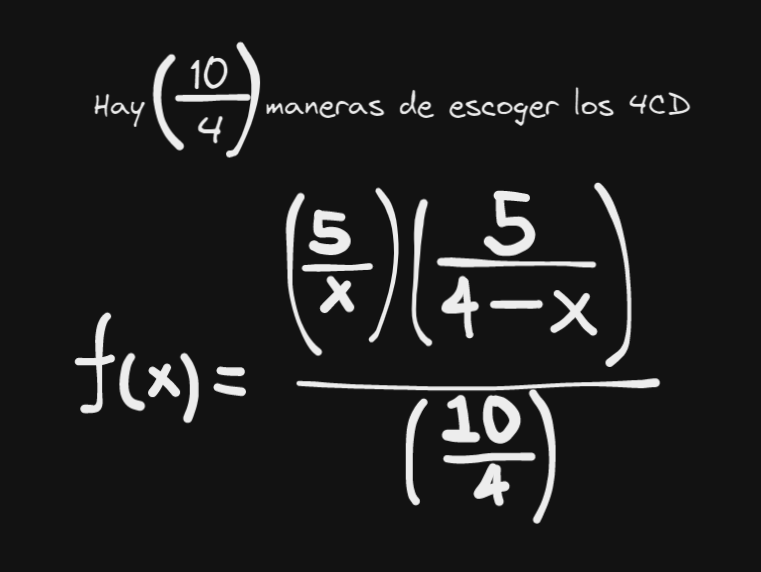 Hay (10/4) maneras de escoger los 4CD
f(x) = (5/x)(5/4-x) / (10/4)